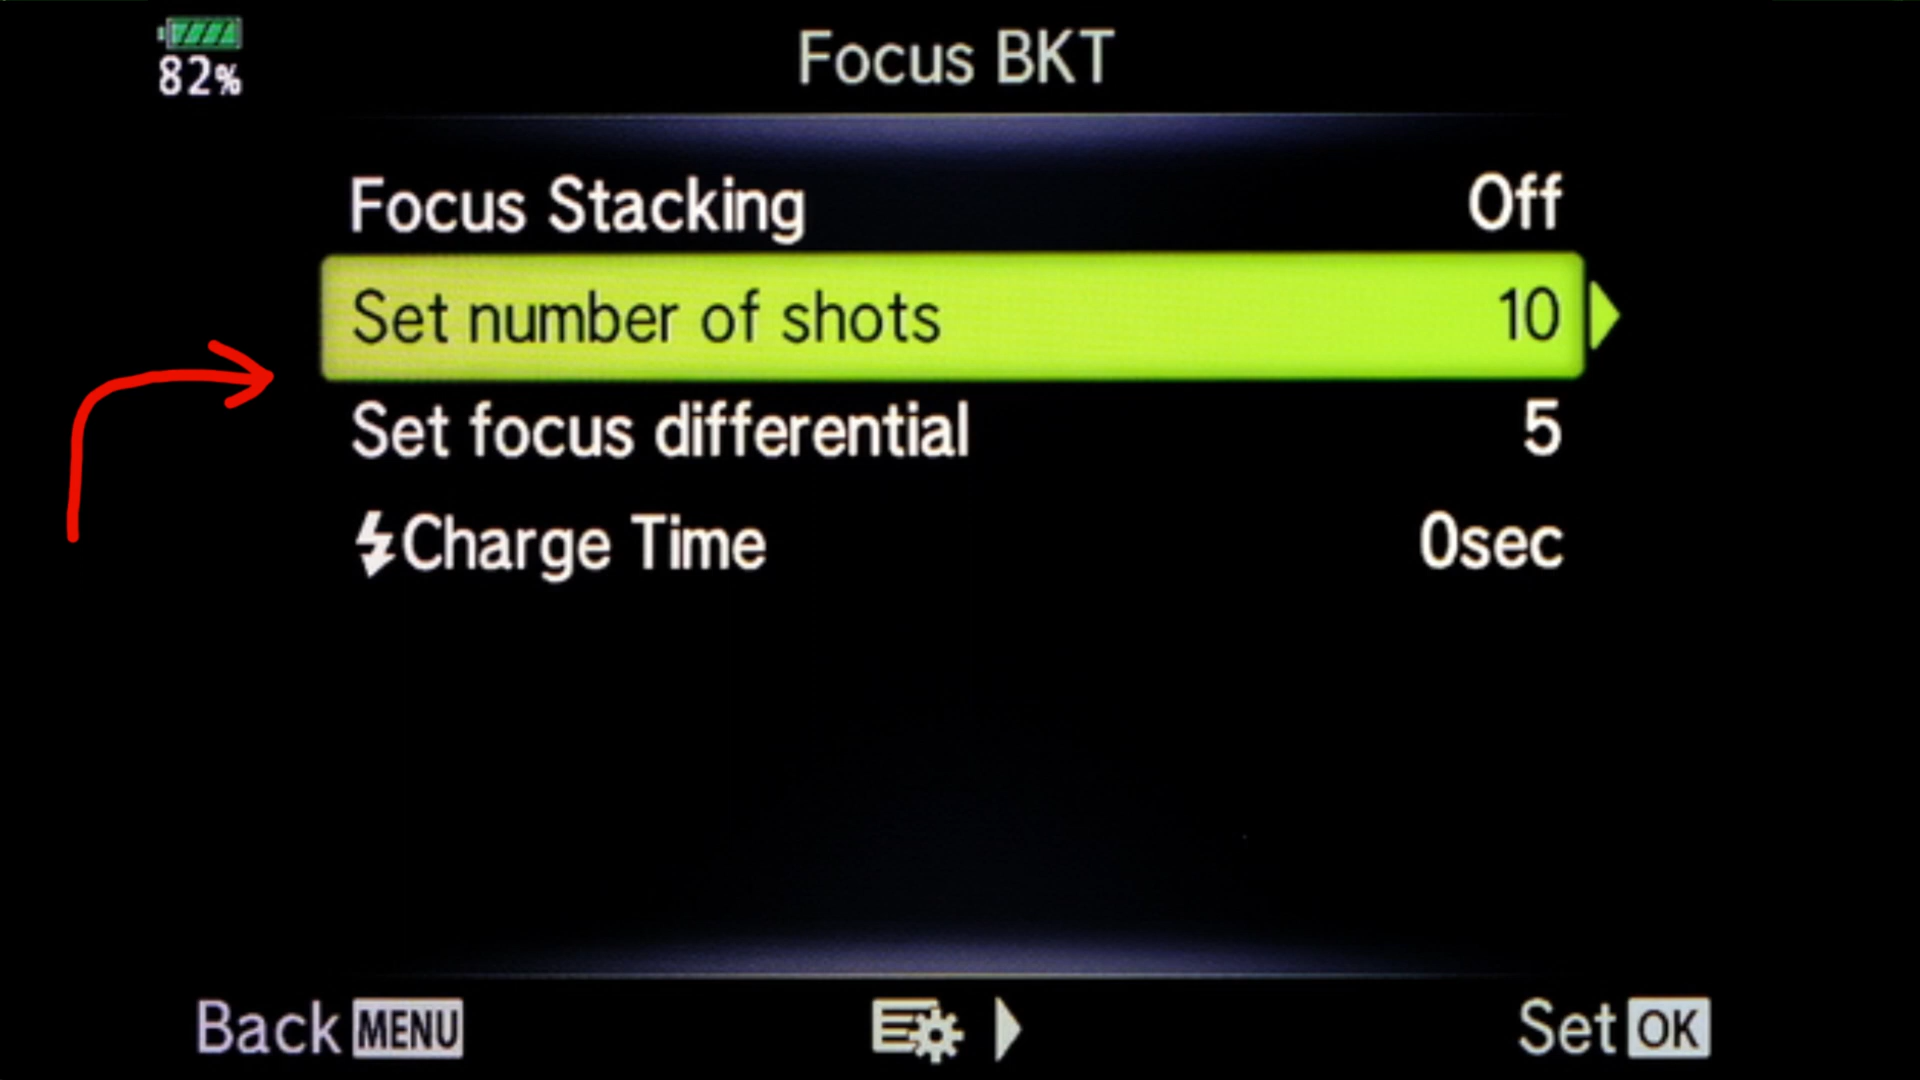 82%
Focus BKT
Focus Stacking Off
Set number of shots 10
Set focus differential 5
Charge Time 0sec
Back MENU
Set OK